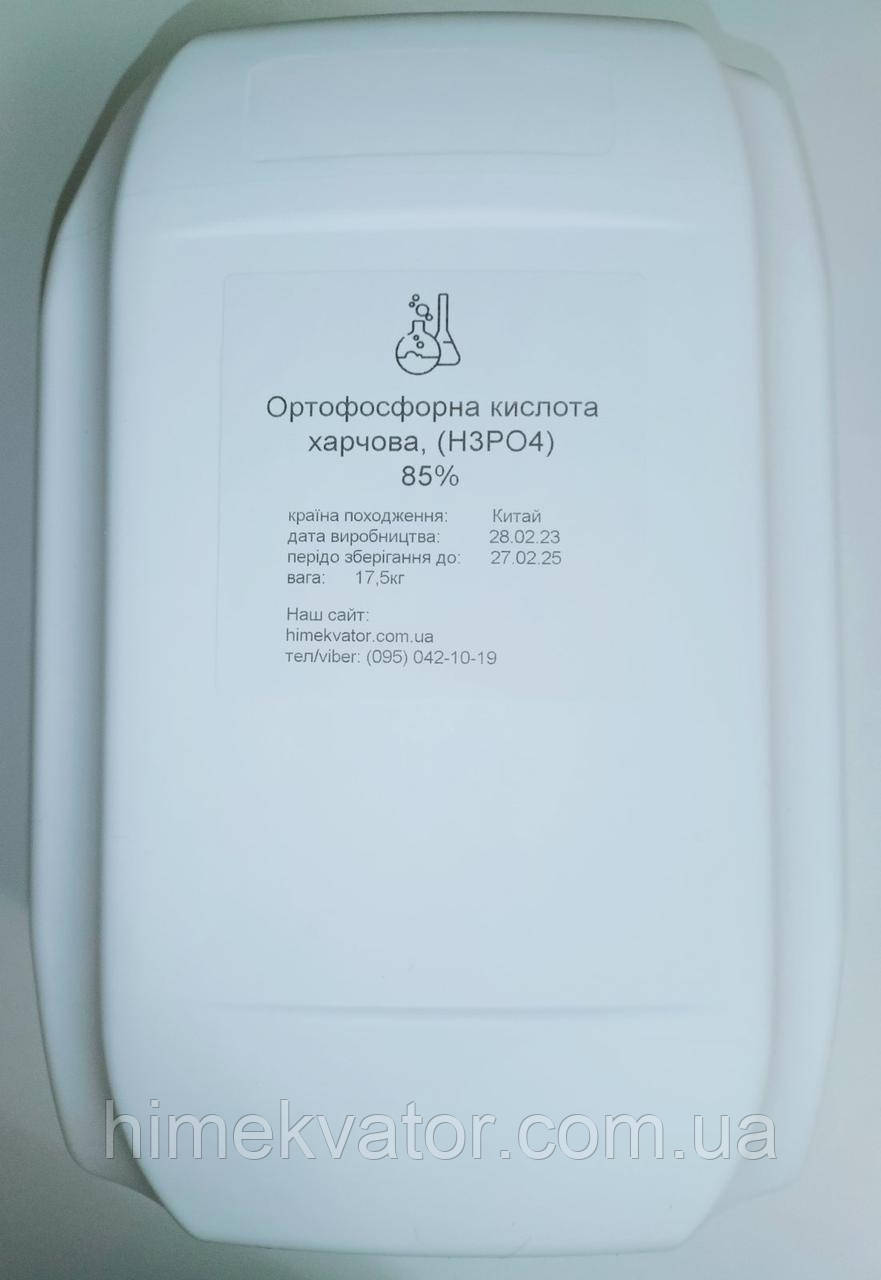 Ортофосфорна кислота
харчова, (H3PO4)
85%
країна походження: Китай
дата виробництва: 28.02.23
перідо зберігання до: 27.02.25
вага: 17,5кг
Наш сайт:
himekvator.com.ua
тел/viber: (095) 042-10-19
himekvator.com.ua